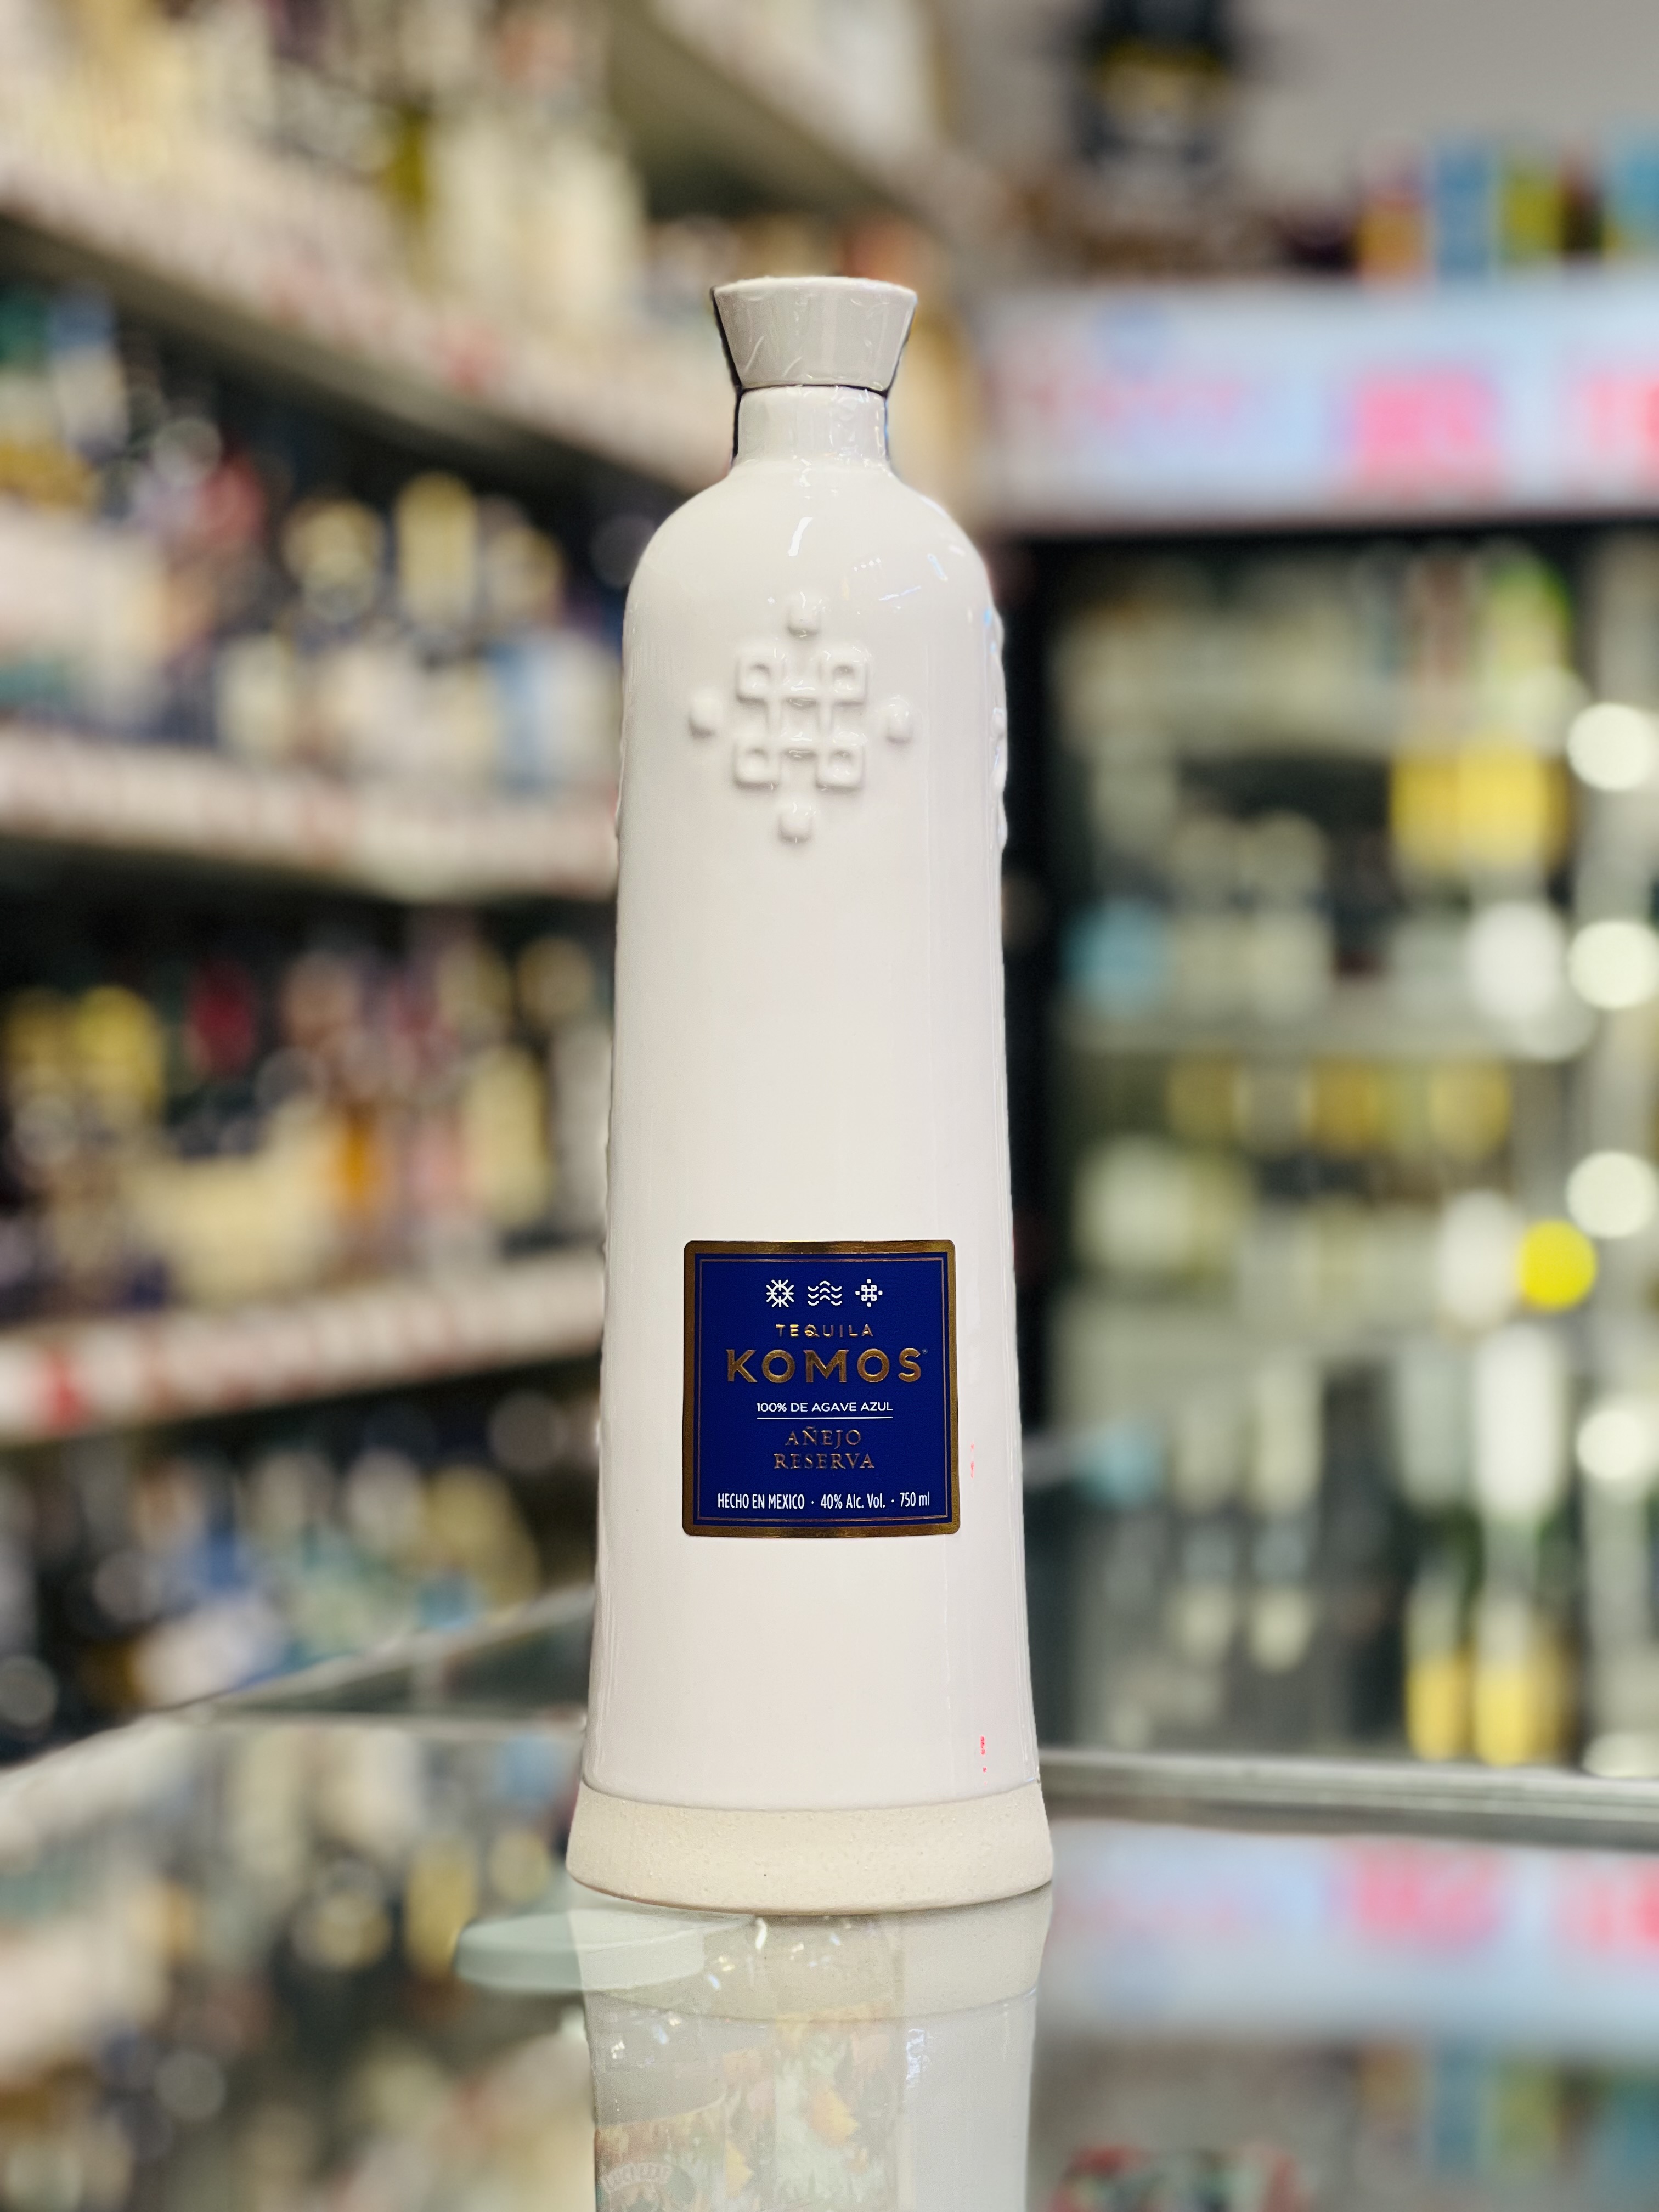 TEQUILA
KOMOS®
100% DE AGAVE AZUL
AÑEJO
RESERVA
HECHO EN MEXICO · 40% Alc. Vol. · 750 ml